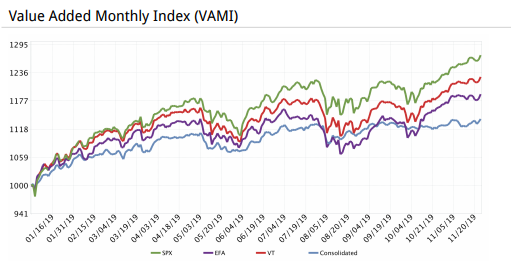 Value Added Monthly Index (VAMI)
1295
1236
1177
1118
1059
1000
941
01/16/19 01/31/19 02/15/19 03/04/19 03/19/19 04/03/19 04/18/19 05/03/19 05/20/19 06/04/19 06/19/19 07/04/19 07/19/19 08/05/19 08/20/19 09/04/19 09/19/19 10/04/19 10/21/19 11/05/19 11/20/19
SPX EFA VT Consolidated